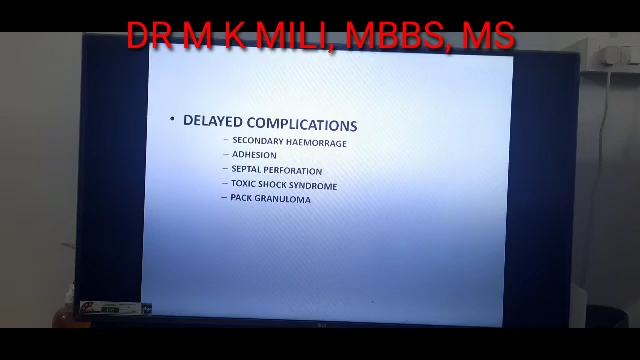 DR M K MILI, MBBS, MS
• DELAYED COMPLICATIONS
– SECONDARY HAEMORRAGE
– ADHESION
– SEPTAL PERFORATION
– TOXIC SHOCK SYNDROME
– PACK GRANULOMA